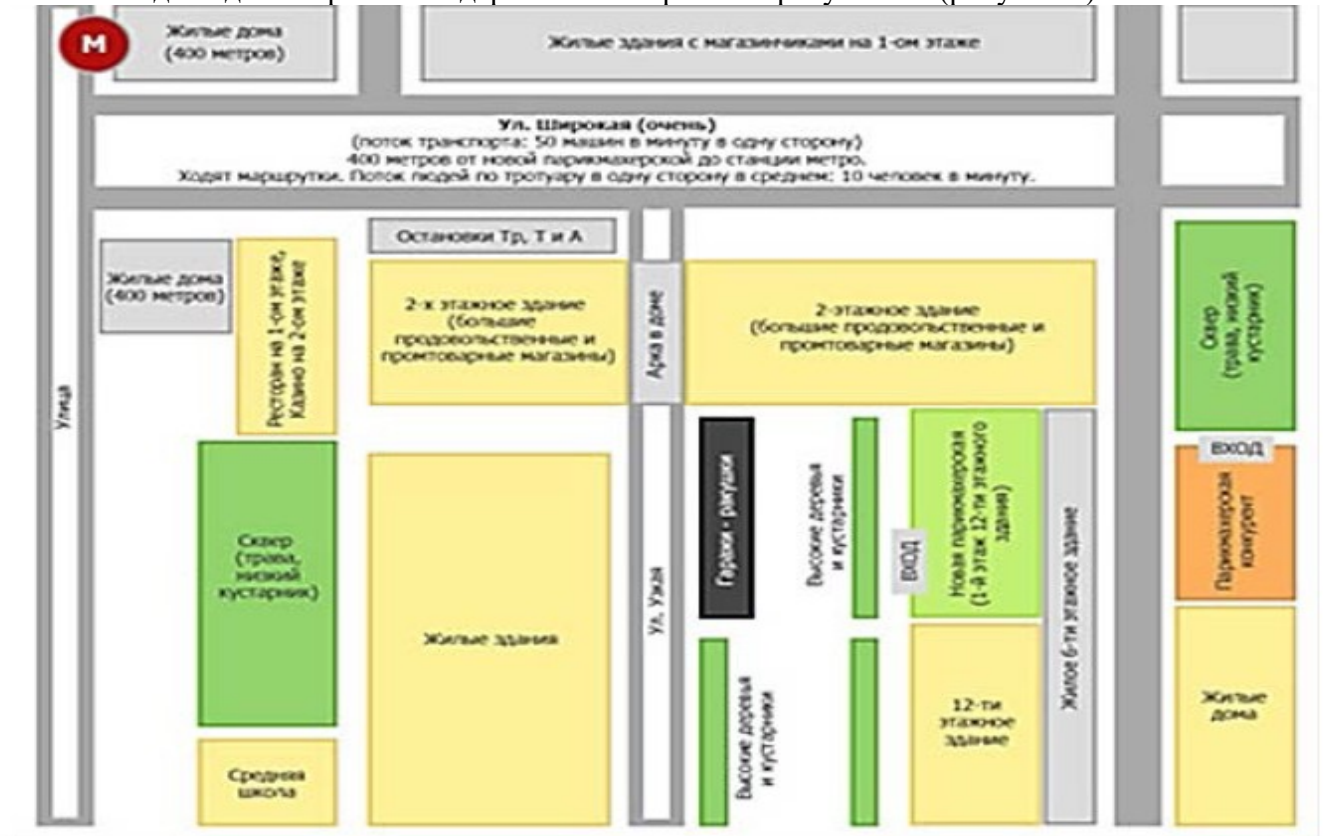 М
Жилые дома
(400 метров)
Жилые здания с магазинчиками на 1-ом этаже
Ул. Широкая (очень)
(поток транспорта: 50 машин в минуту в одну сторону)
400 метров от новой парикмахерской до станции метро.
Ходят маршрутки. Поток людей по тротуару в одну сторону в среднем: 10 человек в минуту.
Остановки Тр, Т и А
Жилые дома
(400 метров)
Ресторан на 1-ом этаже,
Казино на 2-ом этаже
2-х этажное здание
(большие
продовольственные и
промтоварные магазины)
Арка в доме
2-этажное здание
(большие продовольственные и
промтоварные магазины)
Сквер
(трава, низкий
кустарник)
Улица
ВХОД
Парикмахерская
конкурент
Гаражи - ракушки
Высокие деревья
и кустарники
ВХОД
Новая парикмахерская
(1-й этаж 12-ти этажного
здания)
Жилое 6-ти этажное здание
Сквер
(трава,
низкий
кустарник)
Жилые здания
Ул. Узкая
Высокие деревья
и кустарники
12-ти
этажное
здание
Жилые
дома
Средняя
школа